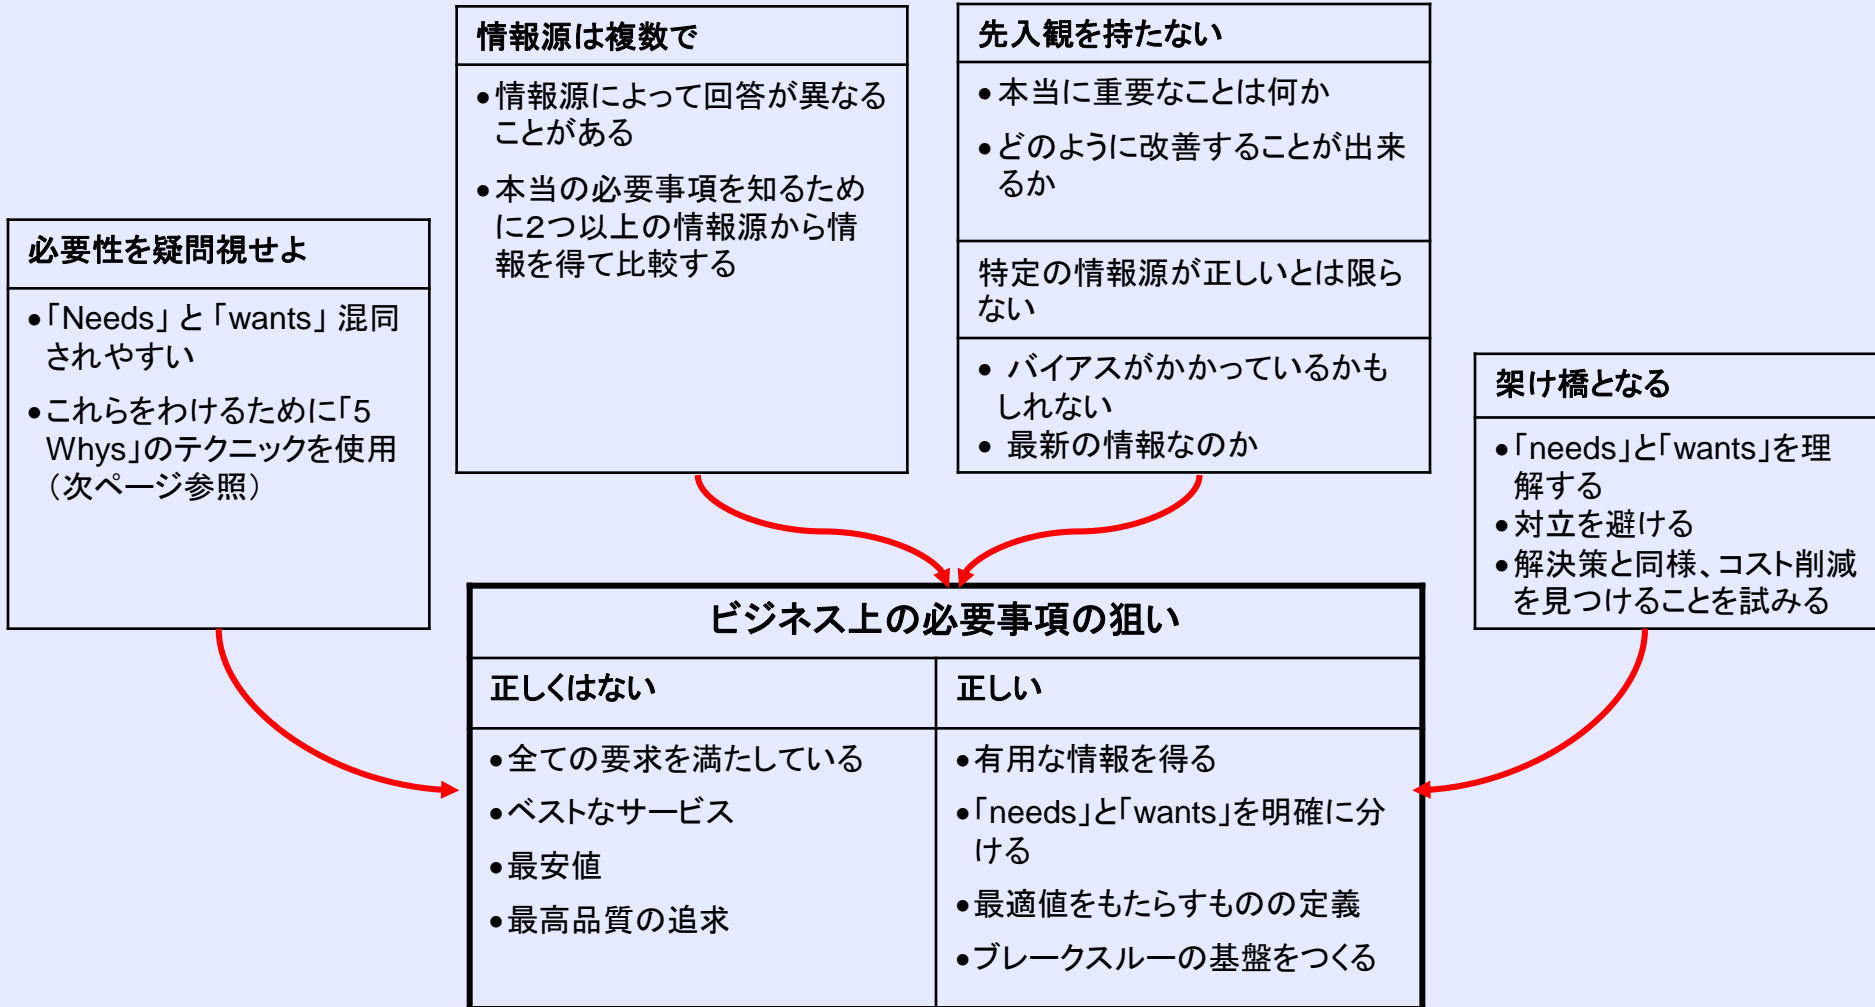 情報源は複数で
•情報源によって回答が異なる
ことがある
•本当の必要事項を知るため
に2つ以上の情報源から情
報を得て比較する
先入観を持たない
•本当に重要なことは何か
•どのように改善することが出来
るか
特定の情報源が正しいとは限ら
ない
• バイアスがかかっているかも
しれない
• 最新の情報なのか
必要性を疑問視せよ
•「Needs」 と 「wants」 混同
されやすい
•これらをわけるために「5
Whys」のテクニックを使用
（次ページ参照）
架け橋となる
•「needs」と「wants」を理
解する
•対立を避ける
•解決策と同様、コスト削減
を見つけることを試みる
ビジネス上の必要事項の狙い
正しくはない
•全ての要求を満たしている
•ベストなサービス
•最安値
•最高品質の追求
正しい
•有用な情報を得る
•「needs」と「wants」を明確に分
ける
•最適値をもたらすものの定義
•ブレークスルーの基盤をつくる